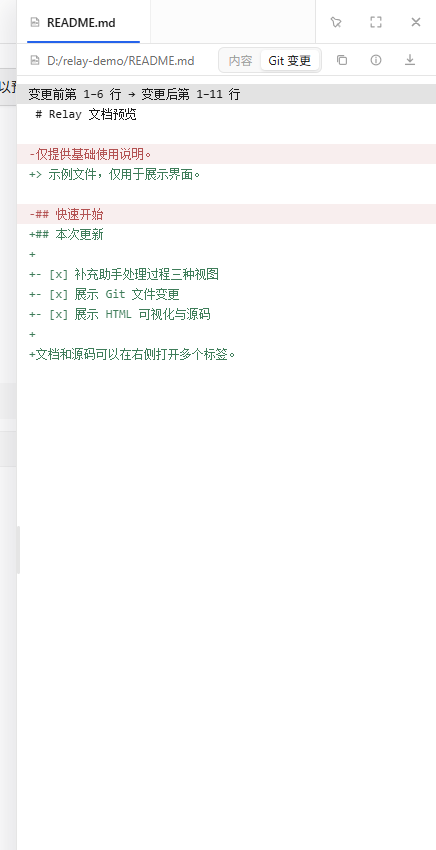 README.md
D:/relay-demo/README.md 内容 Git 变更
以
变更前第 1-6 行 → 变更后第 1-11 行
# Relay 文档预览
-仅提供基础使用说明。
+> 示例文件，仅用于展示界面。
-## 快速开始
+## 本次更新
+
+- [x] 补充助手处理过程三种视图
+- [x] 展示 Git 文件变更
+- [x] 展示 HTML 可视化与源码
+
+文档和源码可以在右侧打开多个标签。